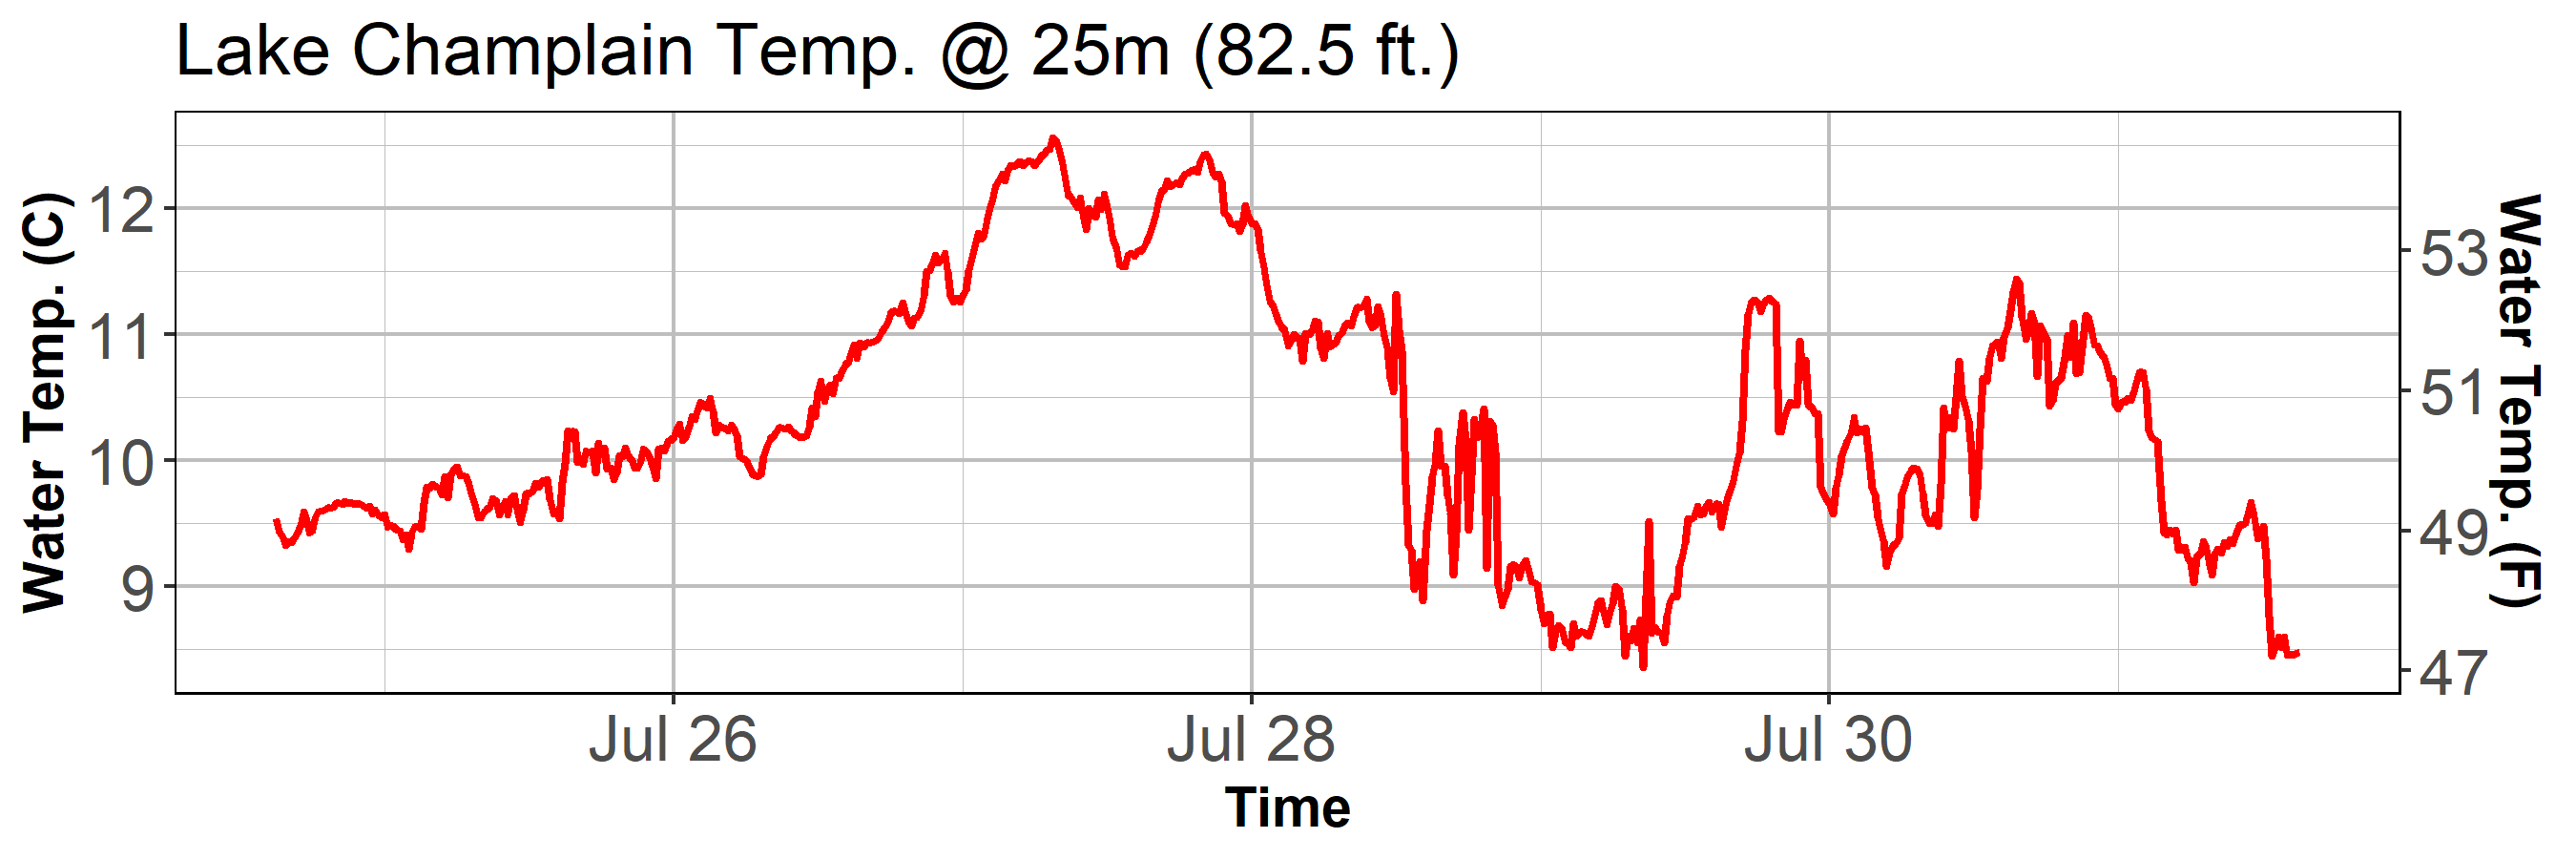 Lake Champlain Temp. @ 25m (82.5 ft.)
Water Temp. (C)
12
11
10
9
53
51
49
47
Water Temp. (F)
Jul 26
Jul 28
Jul 30
Time